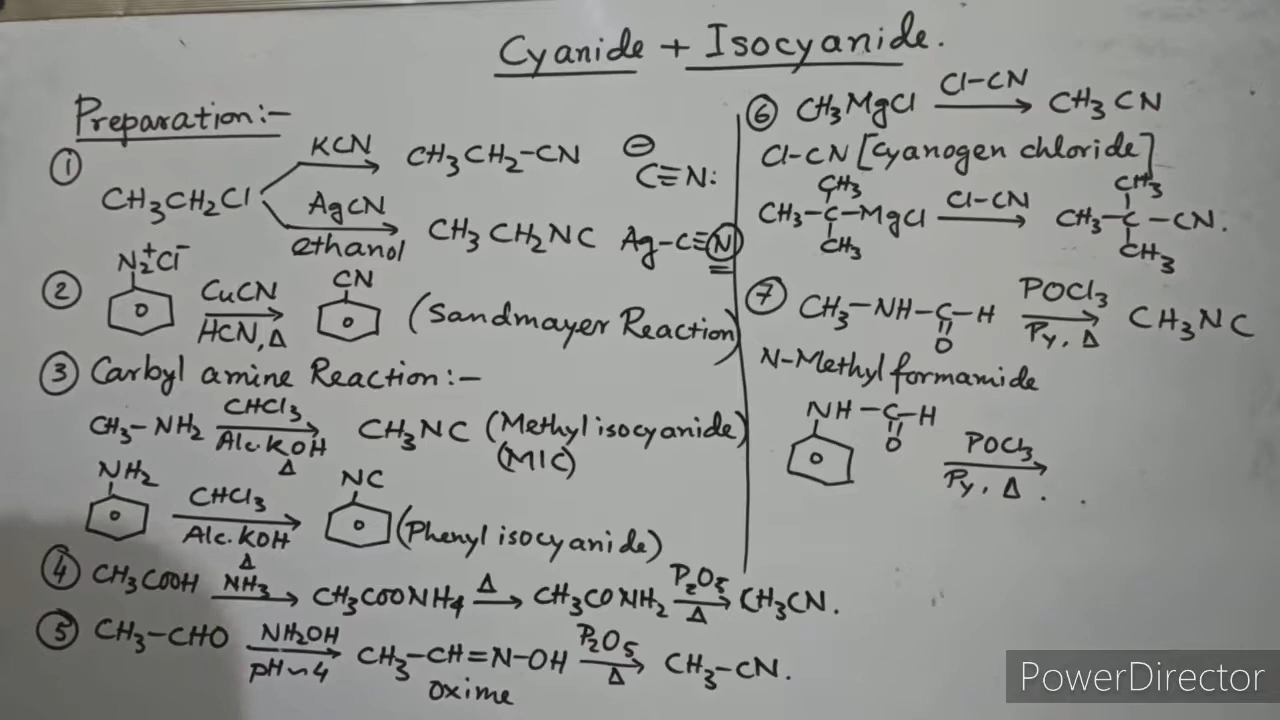 Cyanide + Isocyanide.
Preparation:-
① KCN
CH3CH2Cl → CH3CH2-CN ⊖C≡N:
AgCN
ethanol → CH3CH2NC Ag-C≡N
② N2+Cl-
CuCN
HCN, Δ → CN (Sandmayer Reaction)
③ Carbyl amine Reaction:-
CHCl3
CH3-NH2 → CH3NC (Methyl isocyanide)
Alc.KOH
Δ (MIC)
NH2 NC
CHCl3
→ (Phenyl isocyanide)
Alc.KOH
Δ
④ CH3COOH NH3 → CH3COONH4 Δ → CH3CONH2 P2O5 → CH3CN.
Δ
⑤ CH3-CHO NH2OH → CH3-CH=N-OH P2O5 → CH3-CN.
pH~4 Δ
oxime
⑥ CH3MgCl Cl-CN → CH3CN
Cl-CN [Cyanogen chloride]
CH3 CH3
CH3-C-MgCl Cl-CN → CH3-C-CN.
CH3 CH3
⑦ CH3-NH-C-H POCl3 → CH3NC
O Py, Δ
N-Methyl formamide
NH-C-H
O POCl3 →
Py, Δ.
PowerDirector